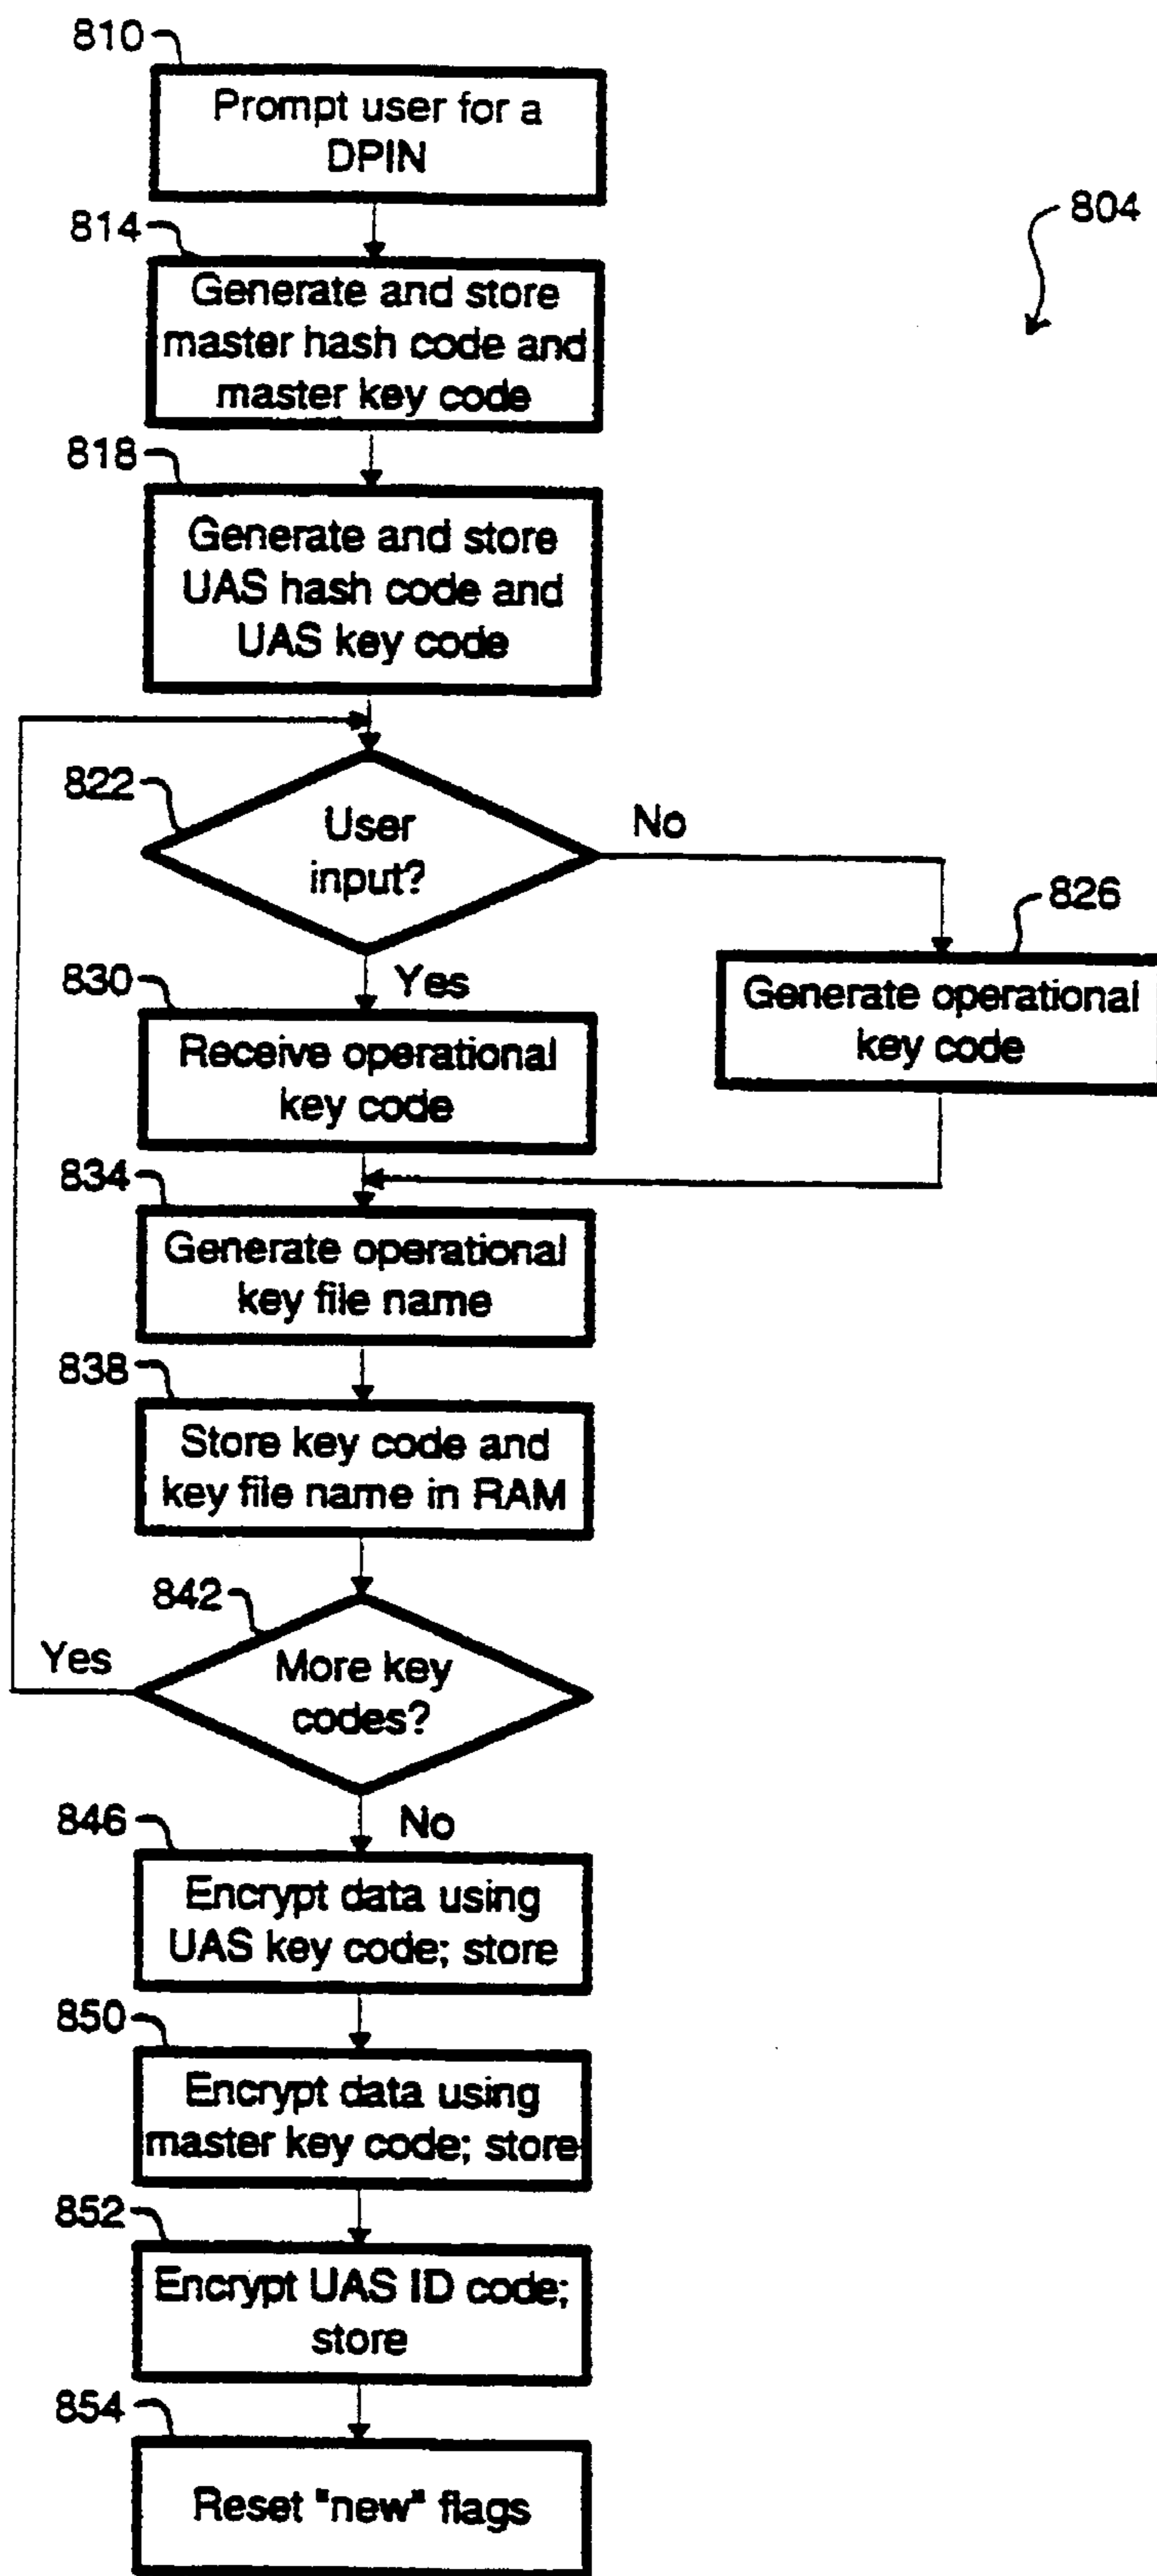 810
Prompt user for a
DPIN
804
814
Generate and store
master hash code and
master key code
818
Generate and store
UAS hash code and
UAS key code
822
User
input?
No
826
Generate operational
key code
Yes
830
Receive operational
key code
834
Generate operational
key file name
838
Store key code and
key file name in RAM
842
Yes
More key
codes?
No
846
Encrypt data using
UAS key code; store
850
Encrypt data using
master key code; store
852
Encrypt UAS ID code;
store
854
Reset "new" flags